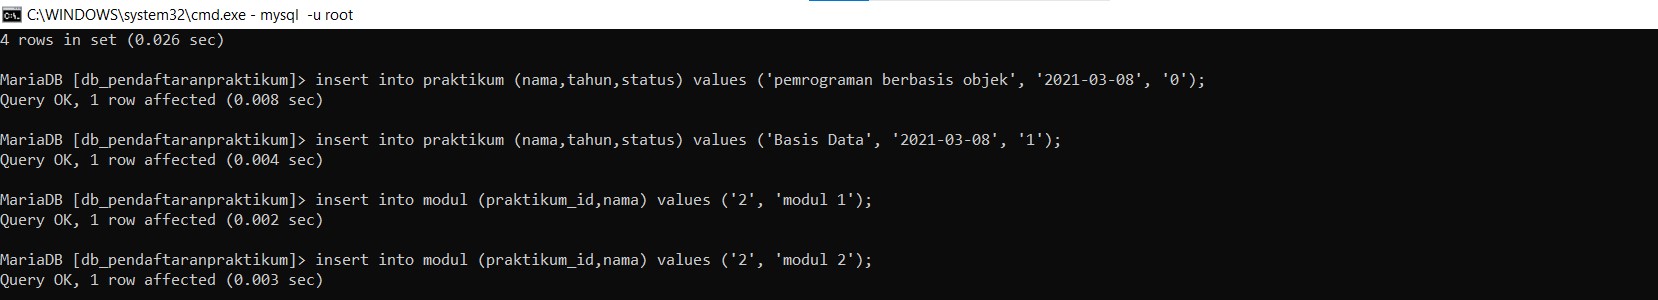 C:\WINDOWS\system32\cmd.exe - mysql  -u root
4 rows in set (0.026 sec)
MariaDB [db_pendaftaranpraktikum]> insert into praktikum (nama,tahun,status) values ('pemrograman berbasis objek', '2021-03-08', '0');
Query OK, 1 row affected (0.008 sec)
MariaDB [db_pendaftaranpraktikum]> insert into praktikum (nama,tahun,status) values ('Basis Data', '2021-03-08', '1');
Query OK, 1 row affected (0.004 sec)
MariaDB [db_pendaftaranpraktikum]> insert into modul (praktikum_id,nama) values ('2', 'modul 1');
Query OK, 1 row affected (0.002 sec)
MariaDB [db_pendaftaranpraktikum]> insert into modul (praktikum_id,nama) values ('2', 'modul 2');
Query OK, 1 row affected (0.003 sec)